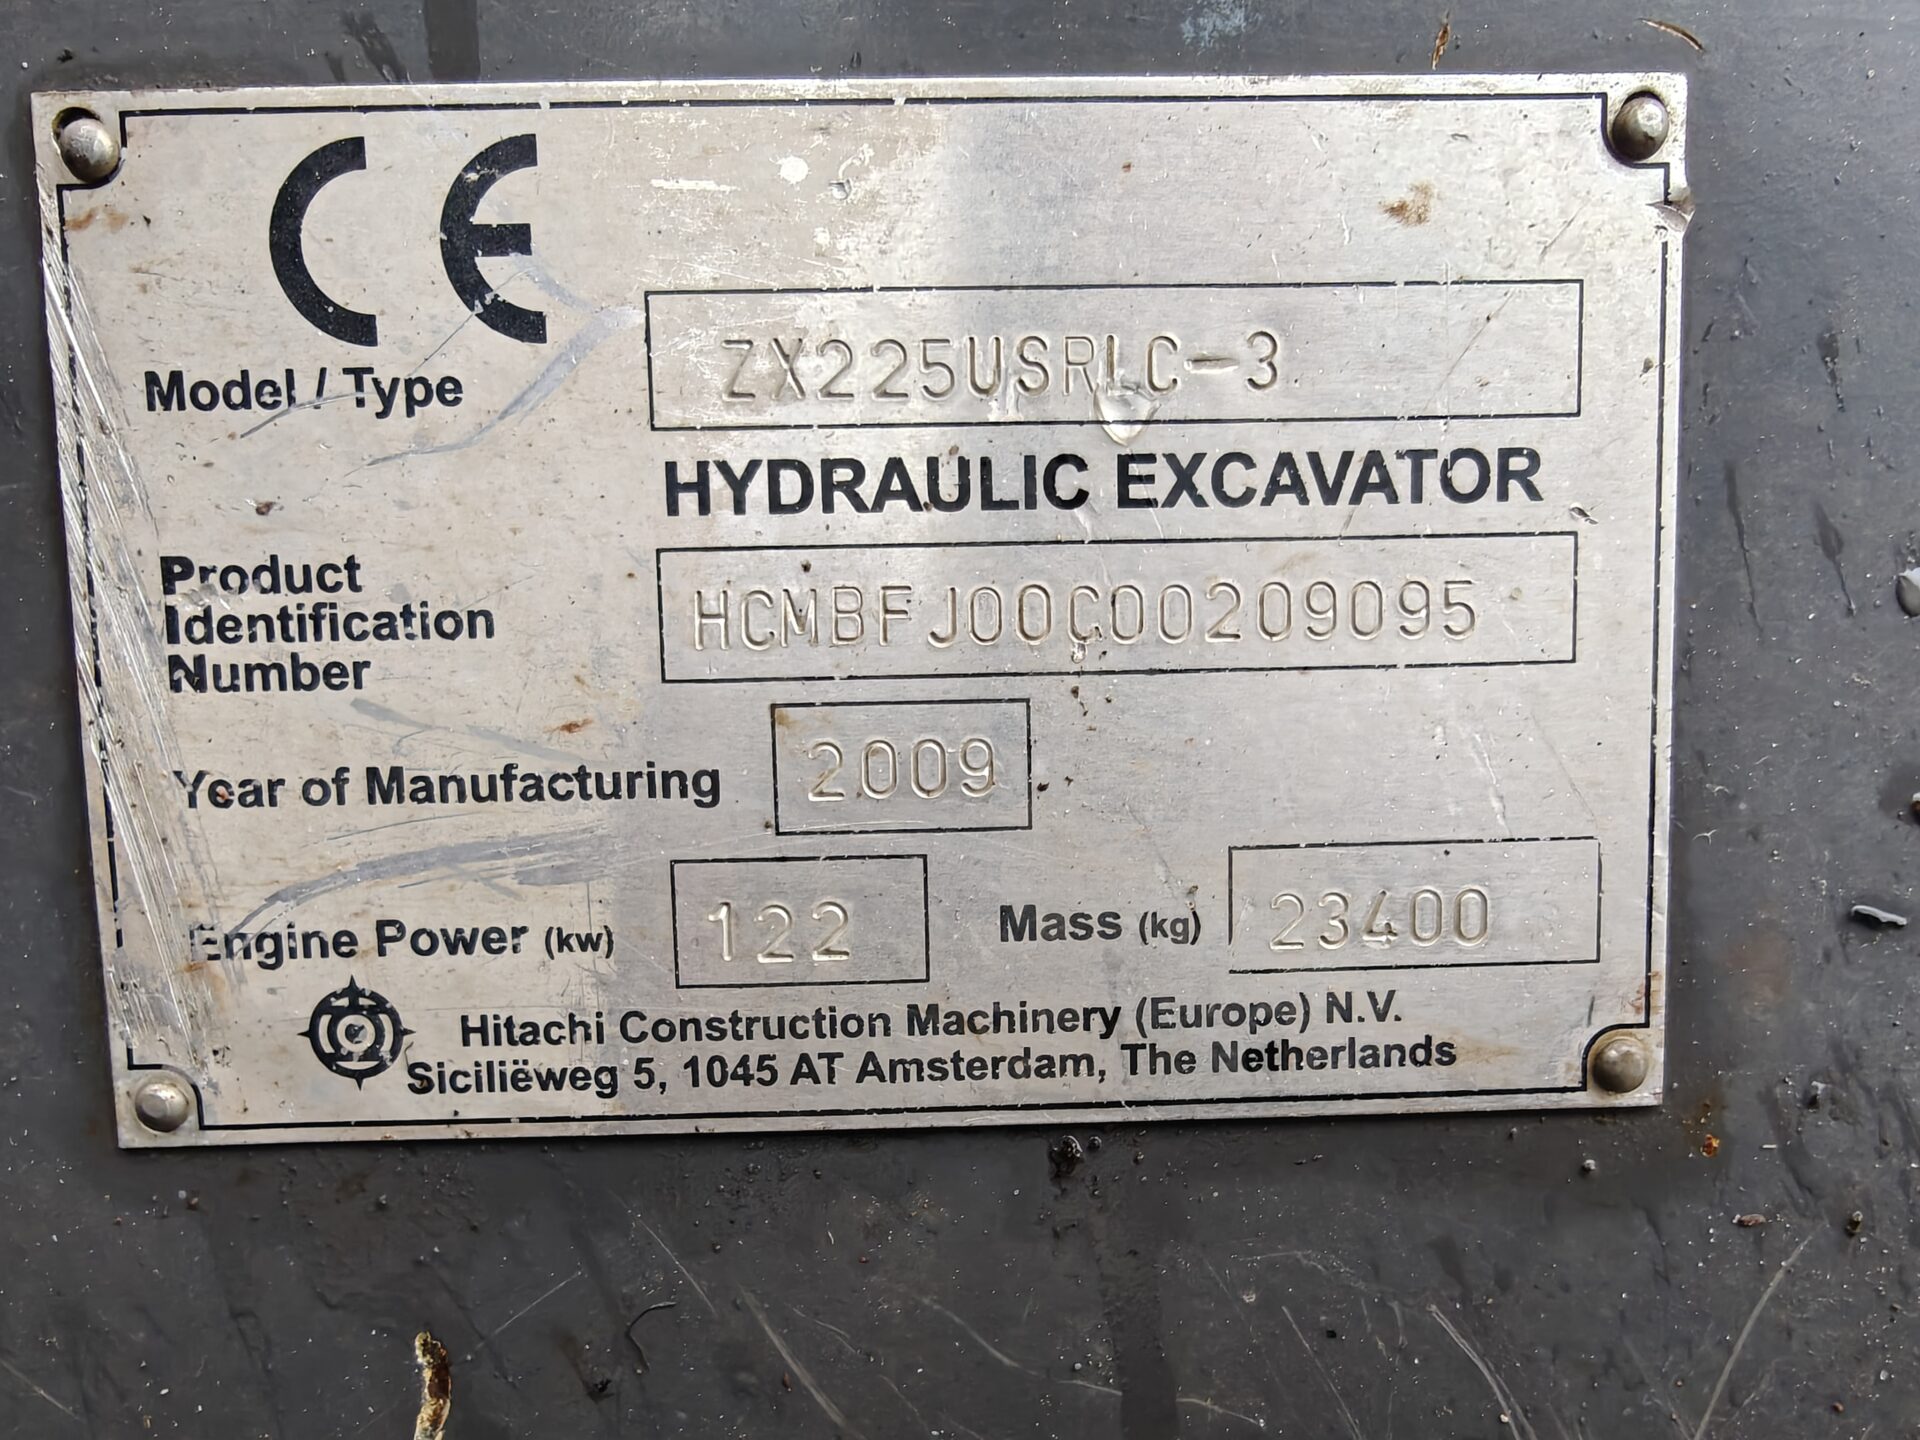 CE
Model / Type ZX225USRLC-3
HYDRAULIC EXCAVATOR
Product
Identification
Number
HCMBFJ00C00209095
Year of Manufacturing 2009
Engine Power (kw) 122 Mass (kg) 23400
Hitachi Construction Machinery (Europe) N.V.
Siciliëweg 5, 1045 AT Amsterdam, The Netherlands